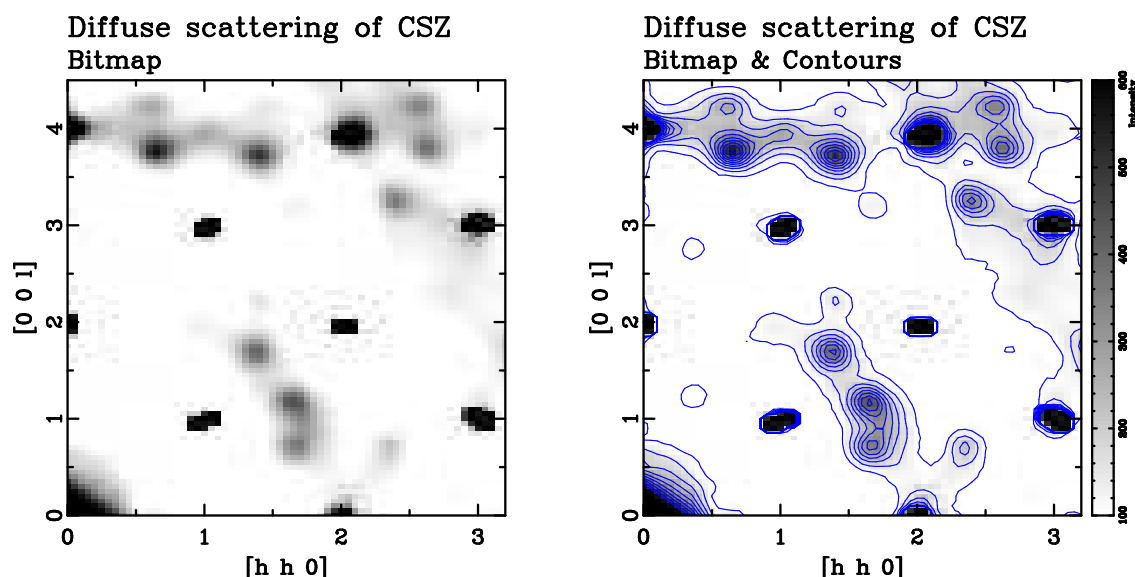 Diffuse scattering of CSZ
Bitmap
4
3
2
1
0
[0 0 l]
0 1 2 3
[h h 0]
Diffuse scattering of CSZ
Bitmap & Contours
4
3
2
1
0
[0 0 l]
0 1 2 3
[h h 0]
600
500
400
300
200
100
Intensity